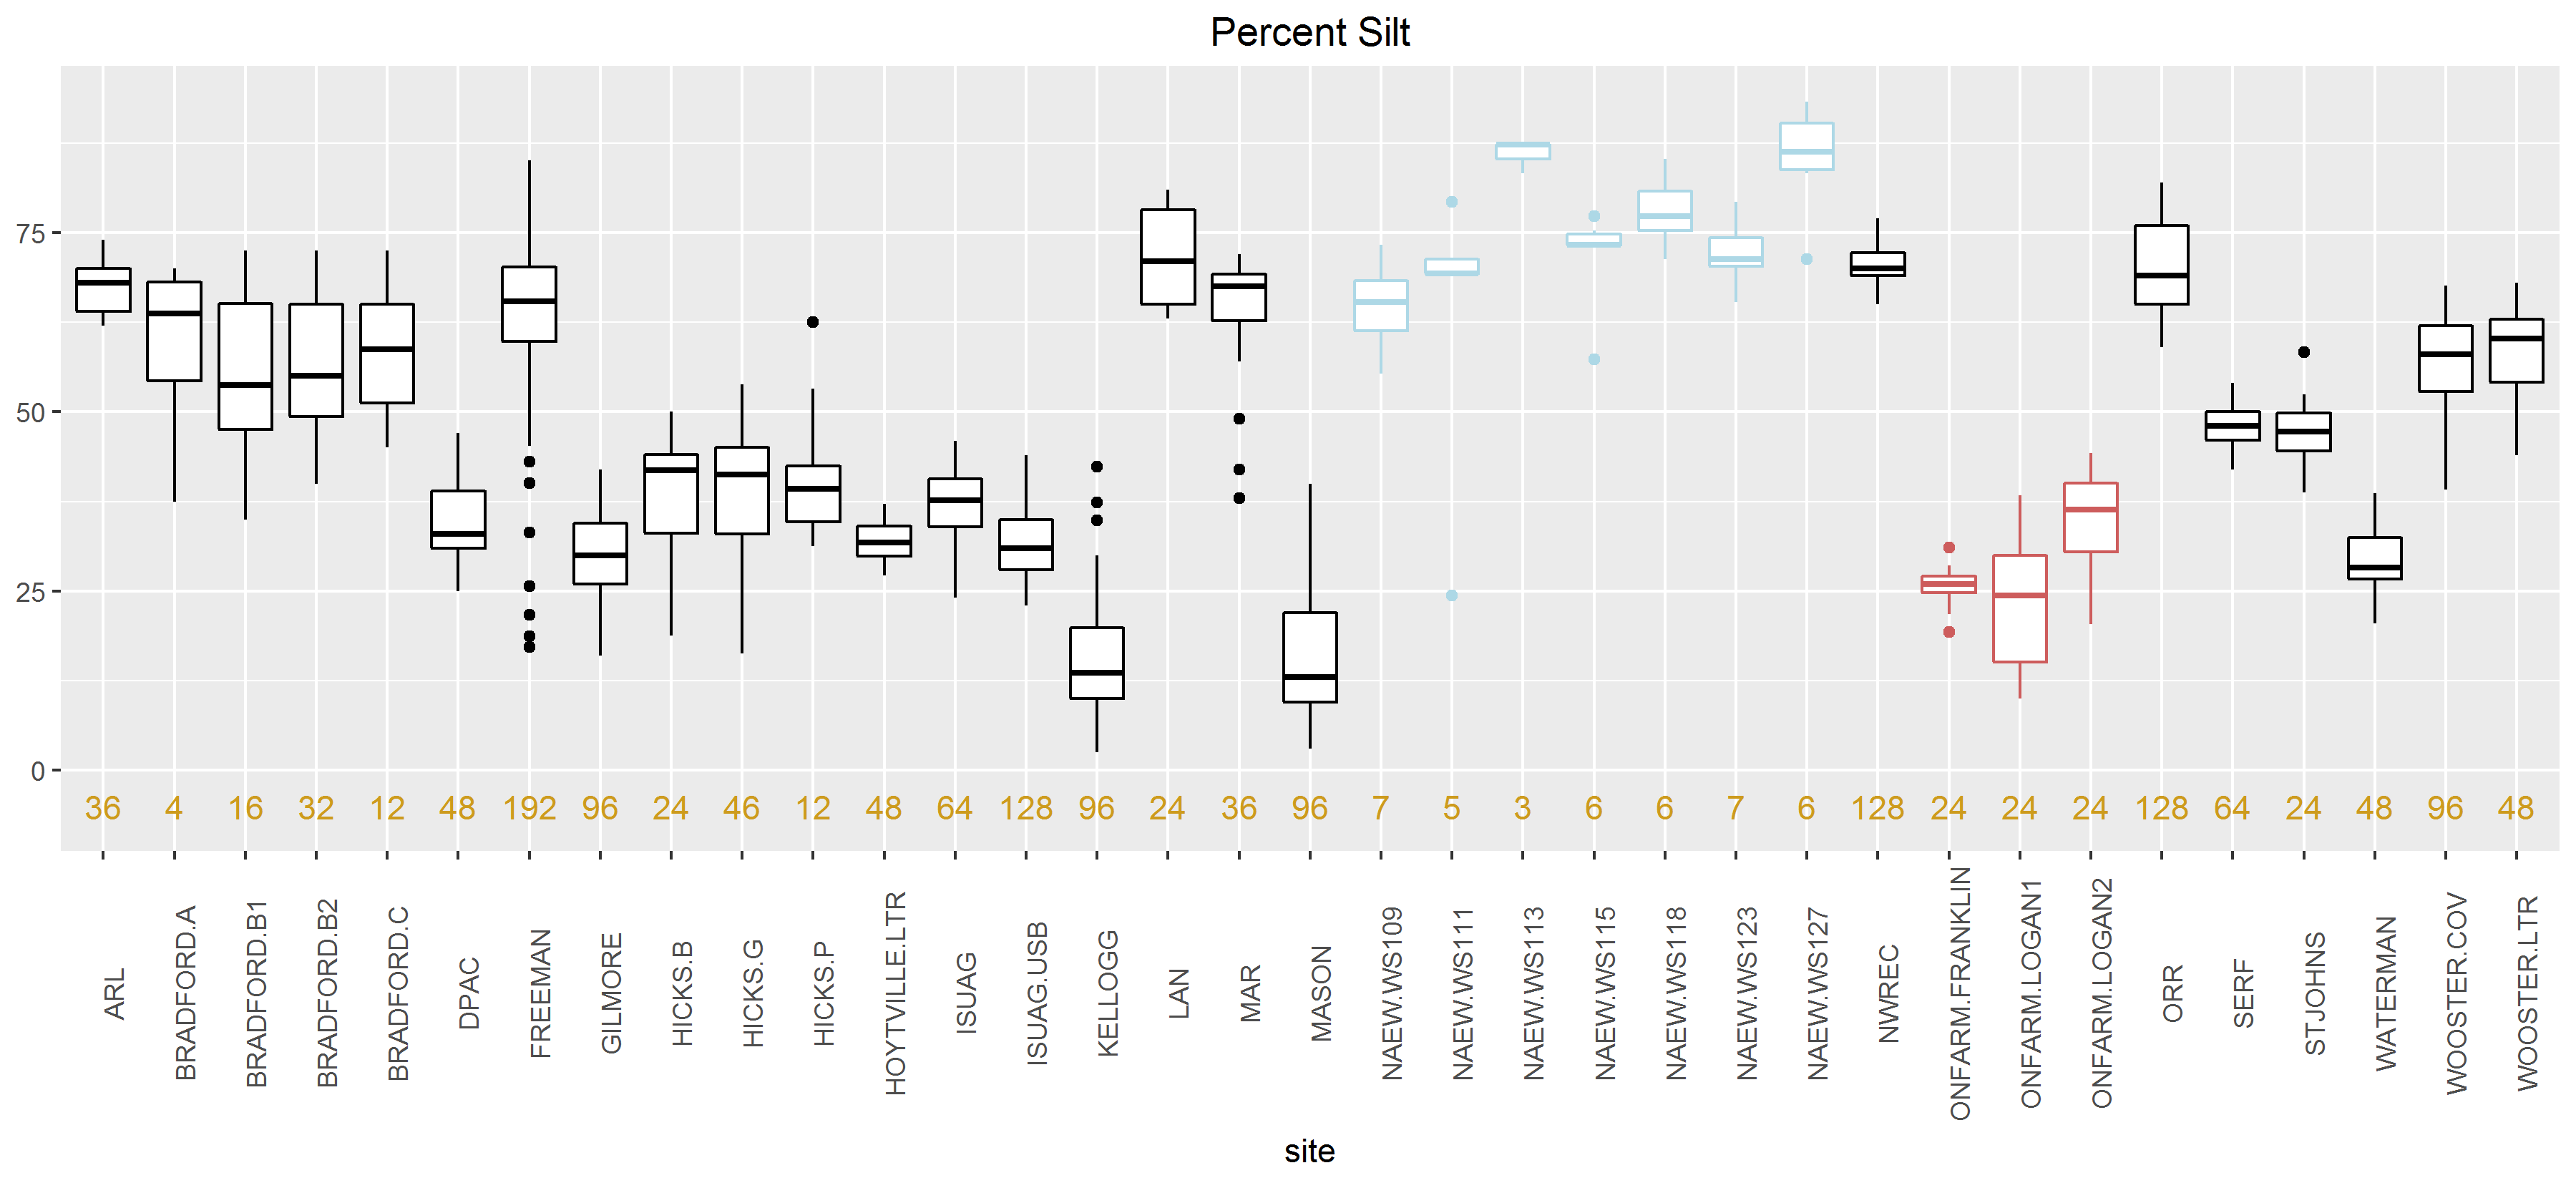 Percent Silt
75
50
25
0
36 4 16 32 12 48 192 96 24 46 12 48 64 128 96 24 36 96 7 5 3 6 6 7 6 128 24 24 24 128 64 24 48 96 48
ARL
BRADFORD.A
BRADFORD.B1
BRADFORD.B2
BRADFORD.C
DPAC
FREEMAN
GILMORE
HICKS.B
HICKS.G
HICKS.P
HOYTVILLE.LTR
ISUAG
ISUAG.USB
KELLOGG
LAN
MAR
MASON
NAEW.WS109
NAEW.WS111
NAEW.WS113
NAEW.WS115
NAEW.WS118
NAEW.WS123
NAEW.WS127
NWREC
ONFARM.FRANKLIN
ONFARM.LOGAN1
ONFARM.LOGAN2
ORR
SERF
STJOHNS
WATERMAN
WOOSTER.COV
WOOSTER.LTR
site